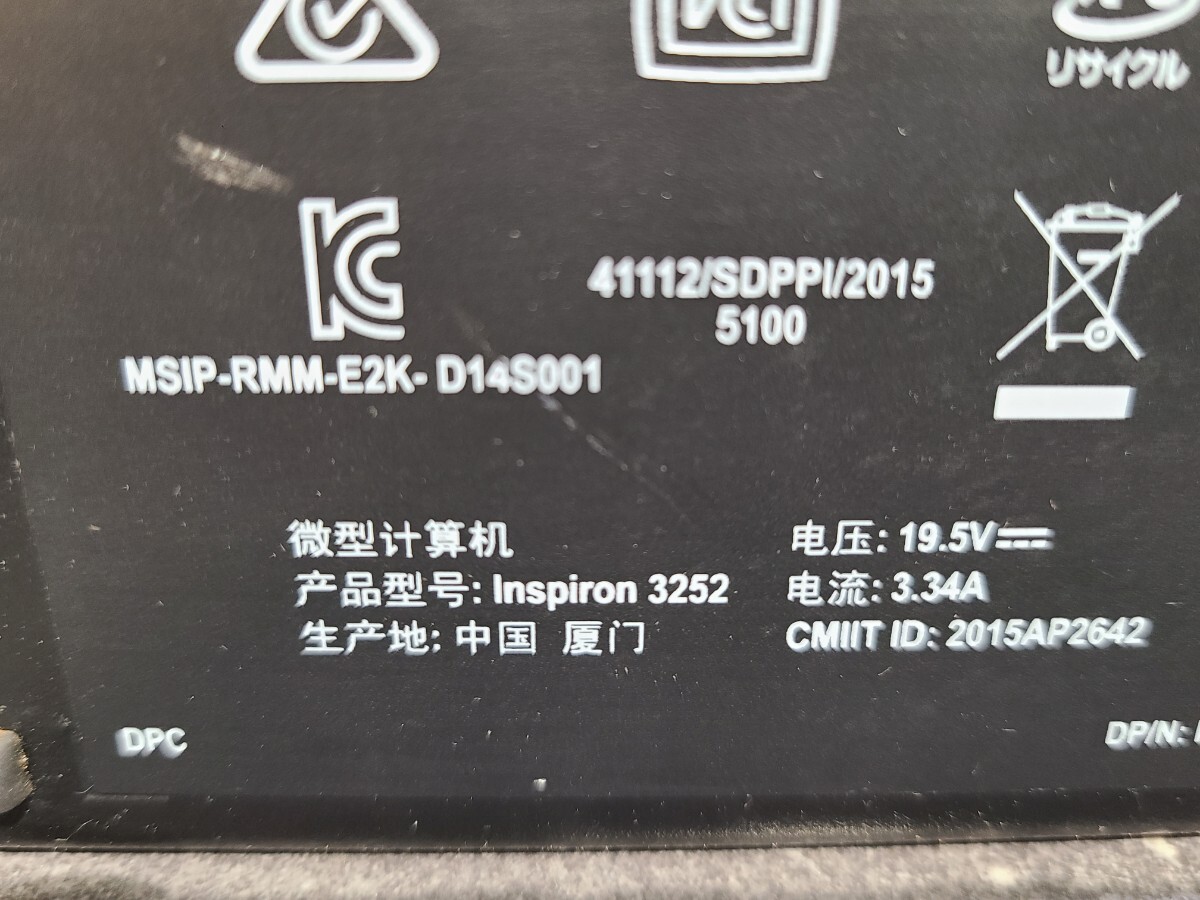 VCI
リサイクル
41112/SDPPI/2015
5100
MSIP-RMM-E2K- D14S001
微型计算机
产品型号: Inspiron 3252
生产地: 中国 厦门
电压: 19.5V
电流: 3.34A
CMIIT ID: 2015AP2642
DPC
DP/N: